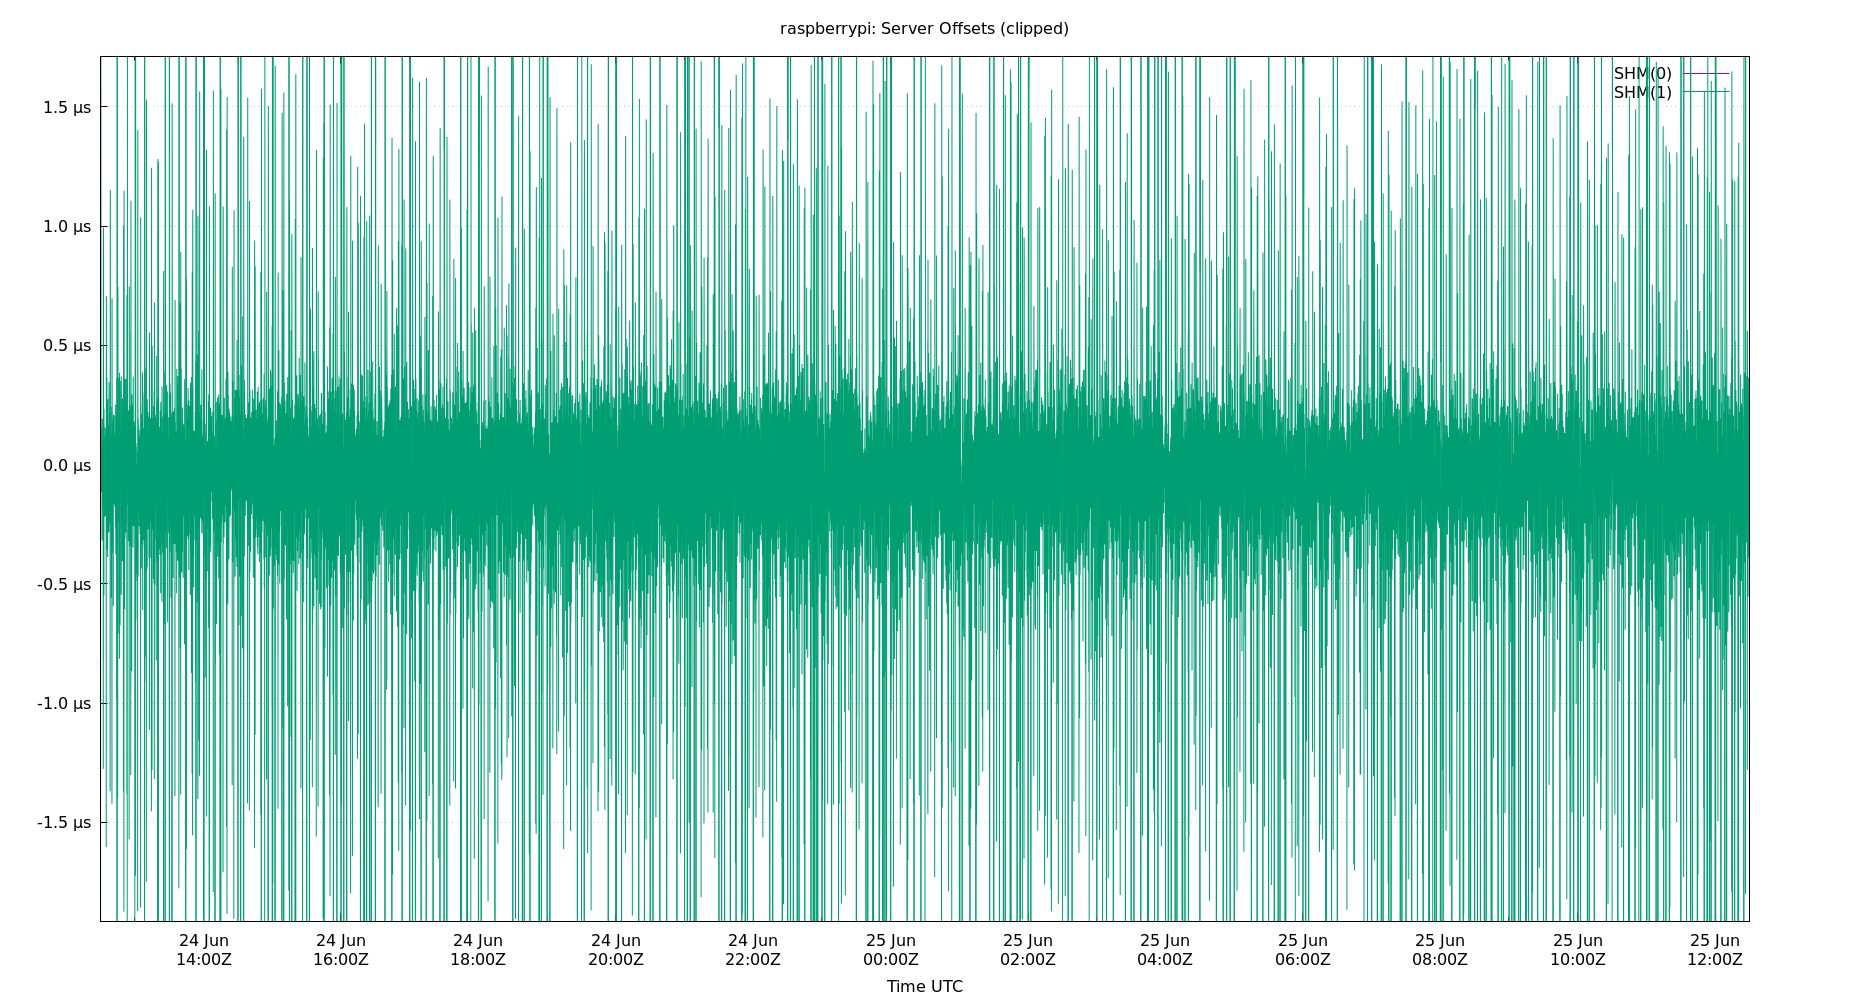 raspberrypi: Server Offsets (clipped)
SHM(0)
SHM(1)
1.5 µs
1.0 µs
0.5 µs
0.0 µs
-0.5 µs
-1.0 µs
-1.5 µs
24 Jun 24 Jun 24 Jun 24 Jun 24 Jun 25 Jun 25 Jun 25 Jun 25 Jun 25 Jun 25 Jun 25 Jun
14:00Z 16:00Z 18:00Z 20:00Z 22:00Z 00:00Z 02:00Z 04:00Z 06:00Z 08:00Z 10:00Z 12:00Z
Time UTC